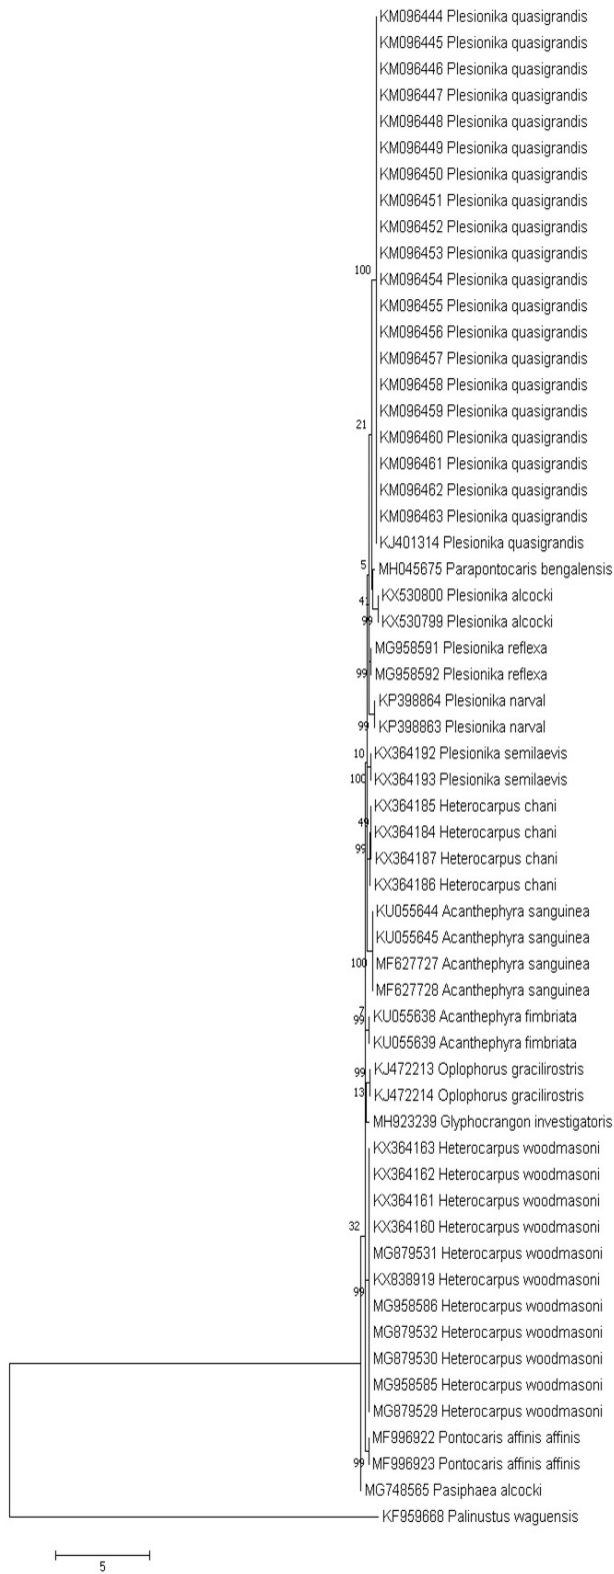 KM096444 Plesionika quasigrandis
KM096445 Plesionika quasigrandis
KM096446 Plesionika quasigrandis
KM096447 Plesionika quasigrandis
KM096448 Plesionika quasigrandis
KM096449 Plesionika quasigrandis
KM096450 Plesionika quasigrandis
KM096451 Plesionika quasigrandis
KM096452 Plesionika quasigrandis
KM096453 Plesionika quasigrandis
100
KM096454 Plesionika quasigrandis
KM096455 Plesionika quasigrandis
KM096456 Plesionika quasigrandis
KM096457 Plesionika quasigrandis
KM096458 Plesionika quasigrandis
KM096459 Plesionika quasigrandis
21
KM096460 Plesionika quasigrandis
KM096461 Plesionika quasigrandis
KM096462 Plesionika quasigrandis
KM096463 Plesionika quasigrandis
KJ401314 Plesionika quasigrandis
5
MH045675 Parapontocaris bengalensis
KX530800 Plesionika alcocki
41
99
KX530799 Plesionika alcocki
MG958591 Plesionika reflexa
99
MG958592 Plesionika reflexa
KP398864 Plesionika narval
99
KP398863 Plesionika narval
10
KX364192 Plesionika semilaevis
100
KX364193 Plesionika semilaevis
KX364185 Heterocarpus chani
49
KX364184 Heterocarpus chani
99
KX364187 Heterocarpus chani
KX364186 Heterocarpus chani
KU055644 Acanthephyra sanguinea
KU055645 Acanthephyra sanguinea
100
MF627727 Acanthephyra sanguinea
MF627728 Acanthephyra sanguinea
7
99
KU055638 Acanthephyra fimbriata
KU055639 Acanthephyra fimbriata
99
KJ472213 Oplophorus gracilirostris
13
KJ472214 Oplophorus gracilirostris
MH923239 Glyphocrangon investigatoris
KX364163 Heterocarpus woodmasoni
KX364162 Heterocarpus woodmasoni
KX364161 Heterocarpus woodmasoni
32
KX364160 Heterocarpus woodmasoni
MG879531 Heterocarpus woodmasoni
KX838919 Heterocarpus woodmasoni
99
MG958586 Heterocarpus woodmasoni
MG879532 Heterocarpus woodmasoni
MG879530 Heterocarpus woodmasoni
MG958585 Heterocarpus woodmasoni
MG879529 Heterocarpus woodmasoni
MF996922 Pontocaris affinis affinis
99
MF996923 Pontocaris affinis affinis
MG748565 Pasiphaea alcocki
KF959668 Palinustus waguensis
5